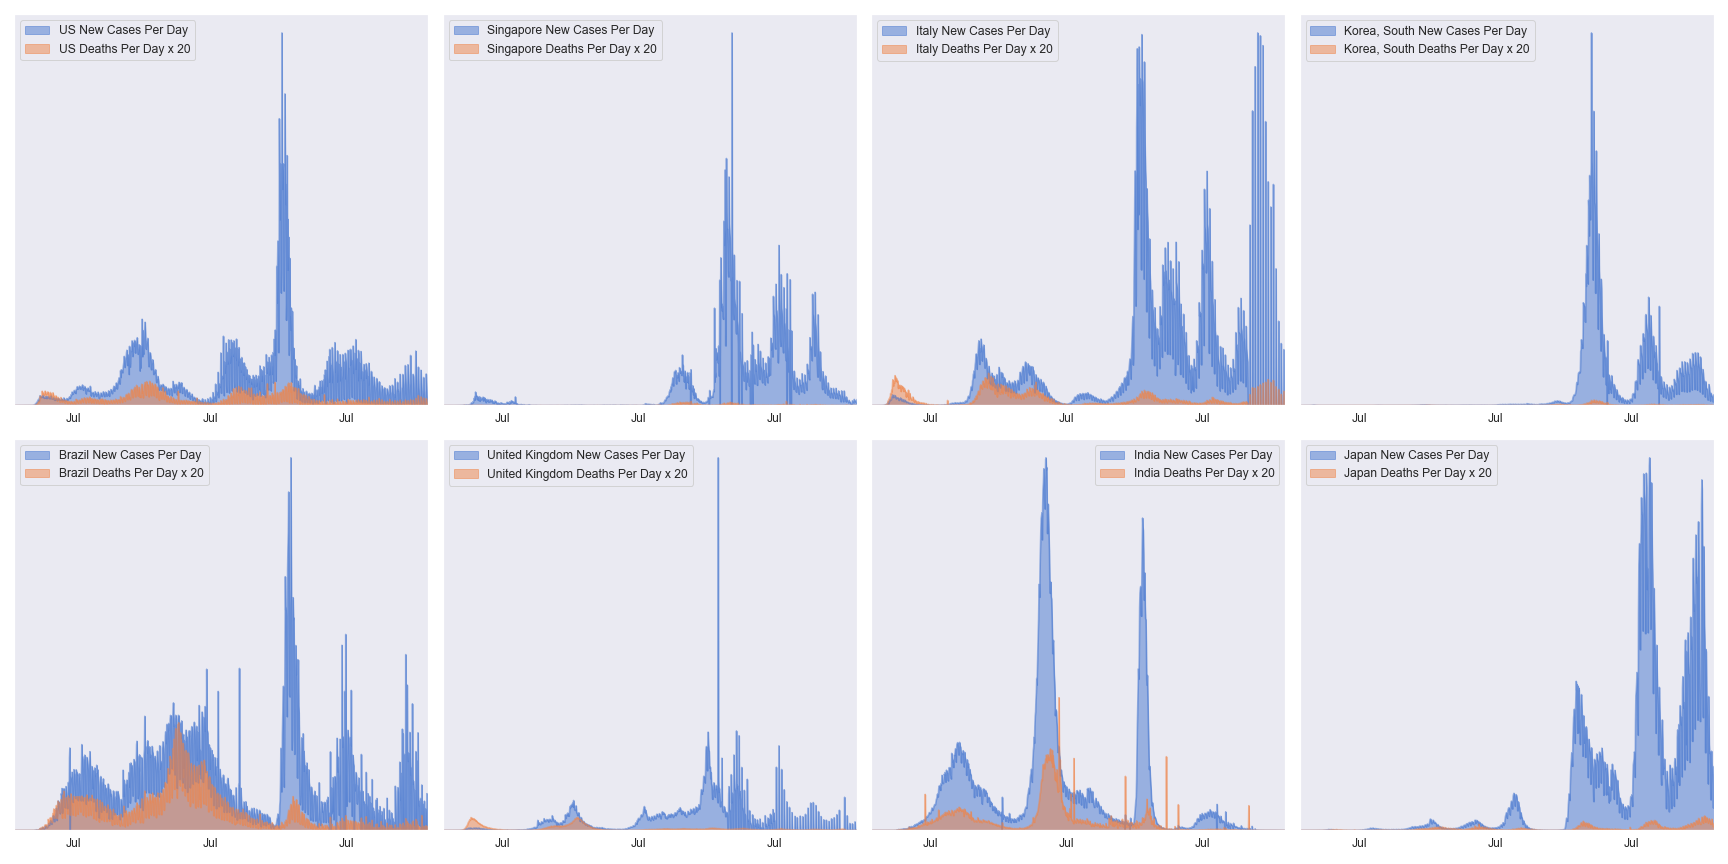 US New Cases Per Day
US Deaths Per Day x 20
Jul Jul Jul
Singapore New Cases Per Day
Singapore Deaths Per Day x 20
Jul Jul Jul
Italy New Cases Per Day
Italy Deaths Per Day x 20
Jul Jul Jul
Korea, South New Cases Per Day
Korea, South Deaths Per Day x 20
Jul Jul Jul
Brazil New Cases Per Day
Brazil Deaths Per Day x 20
Jul Jul Jul
United Kingdom New Cases Per Day
United Kingdom Deaths Per Day x 20
Jul Jul Jul
India New Cases Per Day
India Deaths Per Day x 20
Jul Jul Jul
Japan New Cases Per Day
Japan Deaths Per Day x 20
Jul Jul Jul